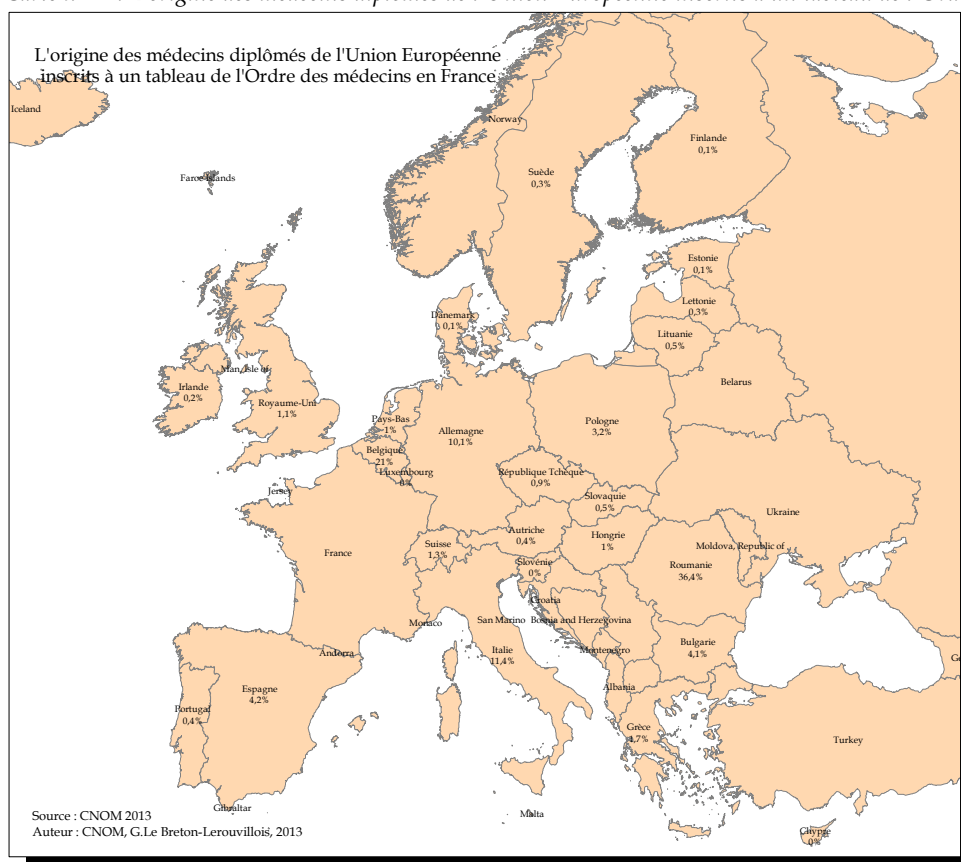 L'origine des médecins diplômés de l'Union Européenne
inscrits à un tableau de l'Ordre des médecins en France
Iceland
Norway
Finlande
0,1%
Suède
0,3%
Faroe Islands
Estonie
0,1%
Lettonie
0,3%
Danemark
0,1%
Lituanie
0,5%
Man, Isle of
Belarus
Irlande
0,2%
Royaume-Uni
1,1%
Pays-Bas
1%
Allemagne
10,1%
Pologne
3,2%
Belgique
21%
Luxembourg
République Tchèque
0,9%
Jersey
Slovaquie
0,5%
Ukraine
Autriche
0,4%
Hongrie
1%
Suisse
1,3%
France
Moldova, Republic of
Slovénie
0%
Roumanie
36,4%
Croatia
Monaco
San Marino
Bosnia and Herzegovina
Bulgarie
4,1%
Andorra
Italie
11,4%
Montenegro
Espagne
4,2%
Albania
Portugal
0,4%
Grèce
1,7%
Turkey
Gibraltar
Malta
Chypre
0%
Source : CNOM 2013
Auteur : CNOM, G.Le Breton-Lerouvillois, 2013